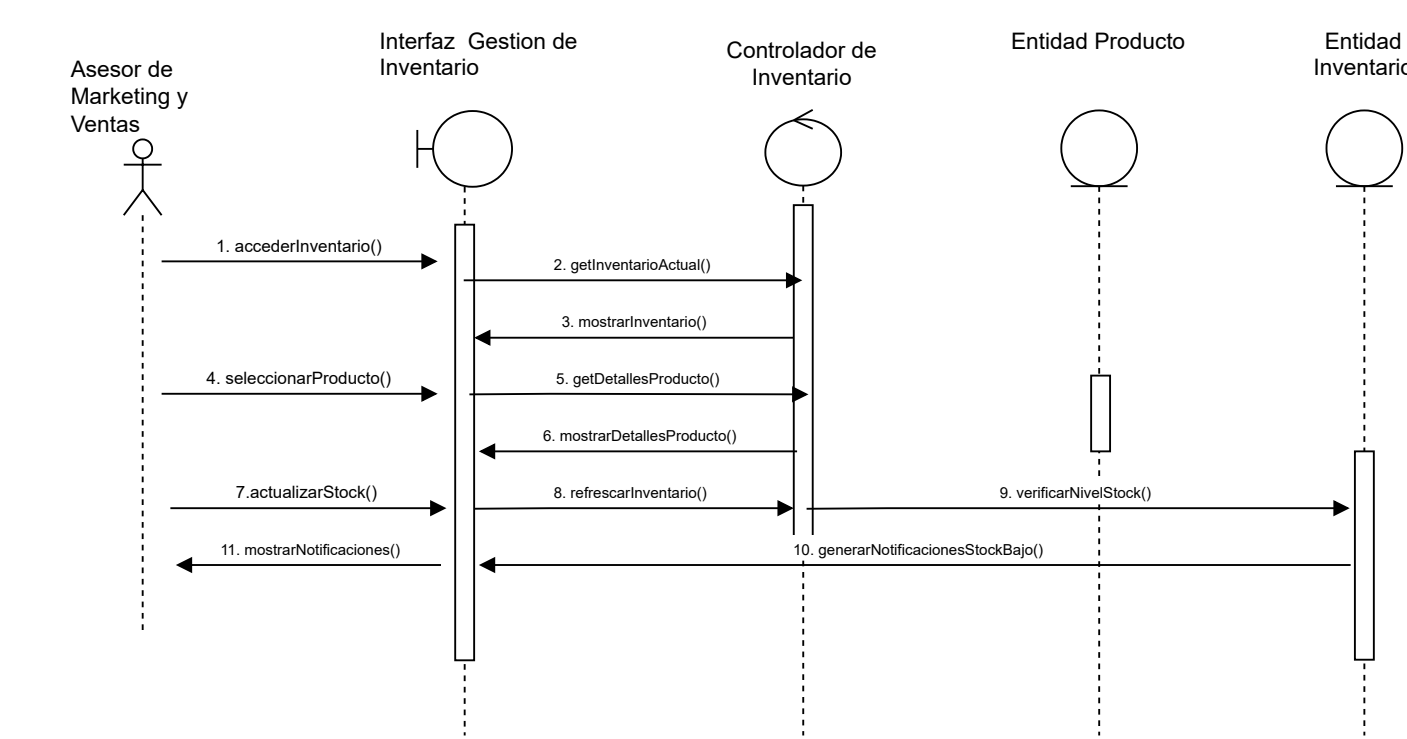 Asesor de
Marketing y
Ventas
Interfaz  Gestion de
Inventario
Controlador de
Inventario
Entidad Producto
Entidad
Inventario
1. accederInventario()
2. getInventarioActual()
3. mostrarInventario()
4. seleccionarProducto()
5. getDetallesProducto()
6. mostrarDetallesProducto()
7.actualizarStock()
8. refrescarInventario()
9. verificarNivelStock()
11. mostrarNotificaciones()
10. generarNotificacionesStockBajo()